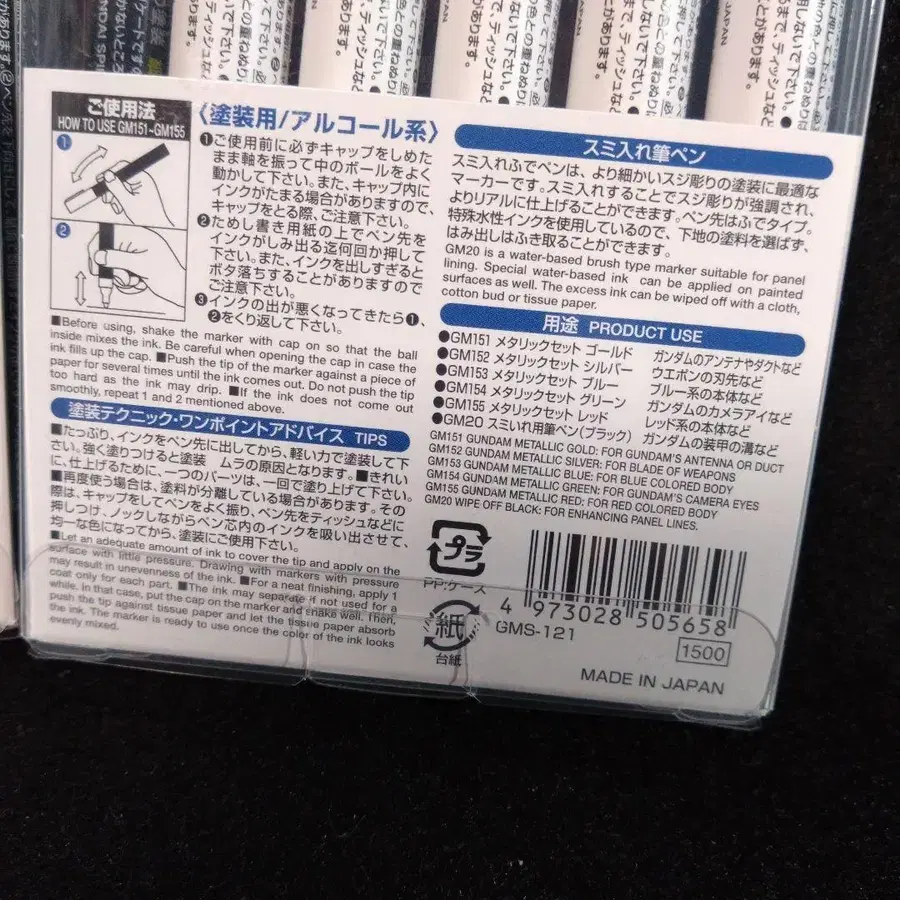 ご使用法
HOW TO USE GM151~GM155
1
2
〈塗装用/アルコール系〉
❶ご使用前に必ずキャップをしめた
まま軸を振って中のボールをよく
動かして下さい。また、キャップ内に
インクがたまる場合がありますので、
キャップをとる際、ご注意下さい。
❷ためし書き用紙の上でペン先を
インクがしみ出る迄何回か押して
下さい。また、インクを出しすぎると
ボタ落ちすることがありますので
ご注意下さい。
❸インクの出が悪くなってきたら❶、
❷をくり返して下さい。
■Before using, shake the marker with cap on so that the ball
inside mixes the ink. Be careful when opening the cap in case the
ink fills up the cap. ■Push the tip of the marker against a piece of
paper for several times until the ink comes out. Do not push the tip
too hard as the ink may drip. ■If the ink does not come out
smoothly, repeat 1 and 2 mentioned above.
塗装テクニック・ワンポイントアドバイス TIPS
■たっぷり、インクをペン先に出してから、軽い力で塗装して下
さい。強く塗りつけると塗装 ムラの原因となります。■きれい
に、仕上げるために、一つのパーツは、一回で塗り上げて下さい。
■再度使う場合は、塗料が分離している場合があります。その
際は、キャップをしてペンをよく振り、ペン先をティッシュなどに
押しつけ、ノックしながらペン芯内のインクを吸い出させて、
均一な色になってから、塗装にご使用下さい。
■Let an adequate amount of ink to cover the tip and apply on the
surface with little pressure. Drawing with markers with pressure
may result in unevenness of the ink. ■For a neat finishing, apply 1
coat only for each part. ■The ink may separate if not used for a
while. In that case, put the cap on the marker and shake well. Then,
push the tip against tissue paper and let the tissue paper absorb
the ink. The marker is ready to use once the color of the ink looks
evenly mixed.
スミ入れ筆ペン
スミ入れふでペンは、より細かいスジ彫りの塗装に最適な
マーカーです。スミ入れすることでスジ彫りが強調され、
よりリアルに仕上げることができます。ペン先はふでタイプ。
特殊水性インクを使用しているので、下地の塗料を選ばず、
はみ出しはふき取ることができます。
GM20 is a water-based brush type marker suitable for panel
lining. Special water-based ink can be applied on painted
surfaces as well. The excess ink can be wiped off with a cloth,
cotton bud or tissue paper.
用途 PRODUCT USE
●GM151 メタリックセット ゴールド ガンダムのアンテナやダクトなど
●GM152 メタリックセット シルバー ウエポンの刃先など
●GM153 メタリックセット ブルー ブルー系の本体など
●GM154 メタリックセット グリーン ガンダムのカメラアイなど
●GM155 メタリックセット レッド レッド系の本体など
●GM20 スミいれ用筆ペン(ブラック) ガンダムの装甲の溝など
GM151 GUNDAM METALLIC GOLD: FOR GUNDAM'S ANTENNA OR DUCT
GM152 GUNDAM METALLIC SILVER: FOR BLADE OF WEAPONS
GM153 GUNDAM METALLIC BLUE: FOR BLUE COLORED BODY
GM154 GUNDAM METALLIC GREEN: FOR GUNDAM'S CAMERA EYES
GM155 GUNDAM METALLIC RED: FOR RED COLORED BODY
GM20 WIPE OFF BLACK: FOR ENHANCING PANEL LINES.
プラ
PP:ケース
紙
台紙
4 973028 505658
GMS-121
1500
MADE IN JAPAN